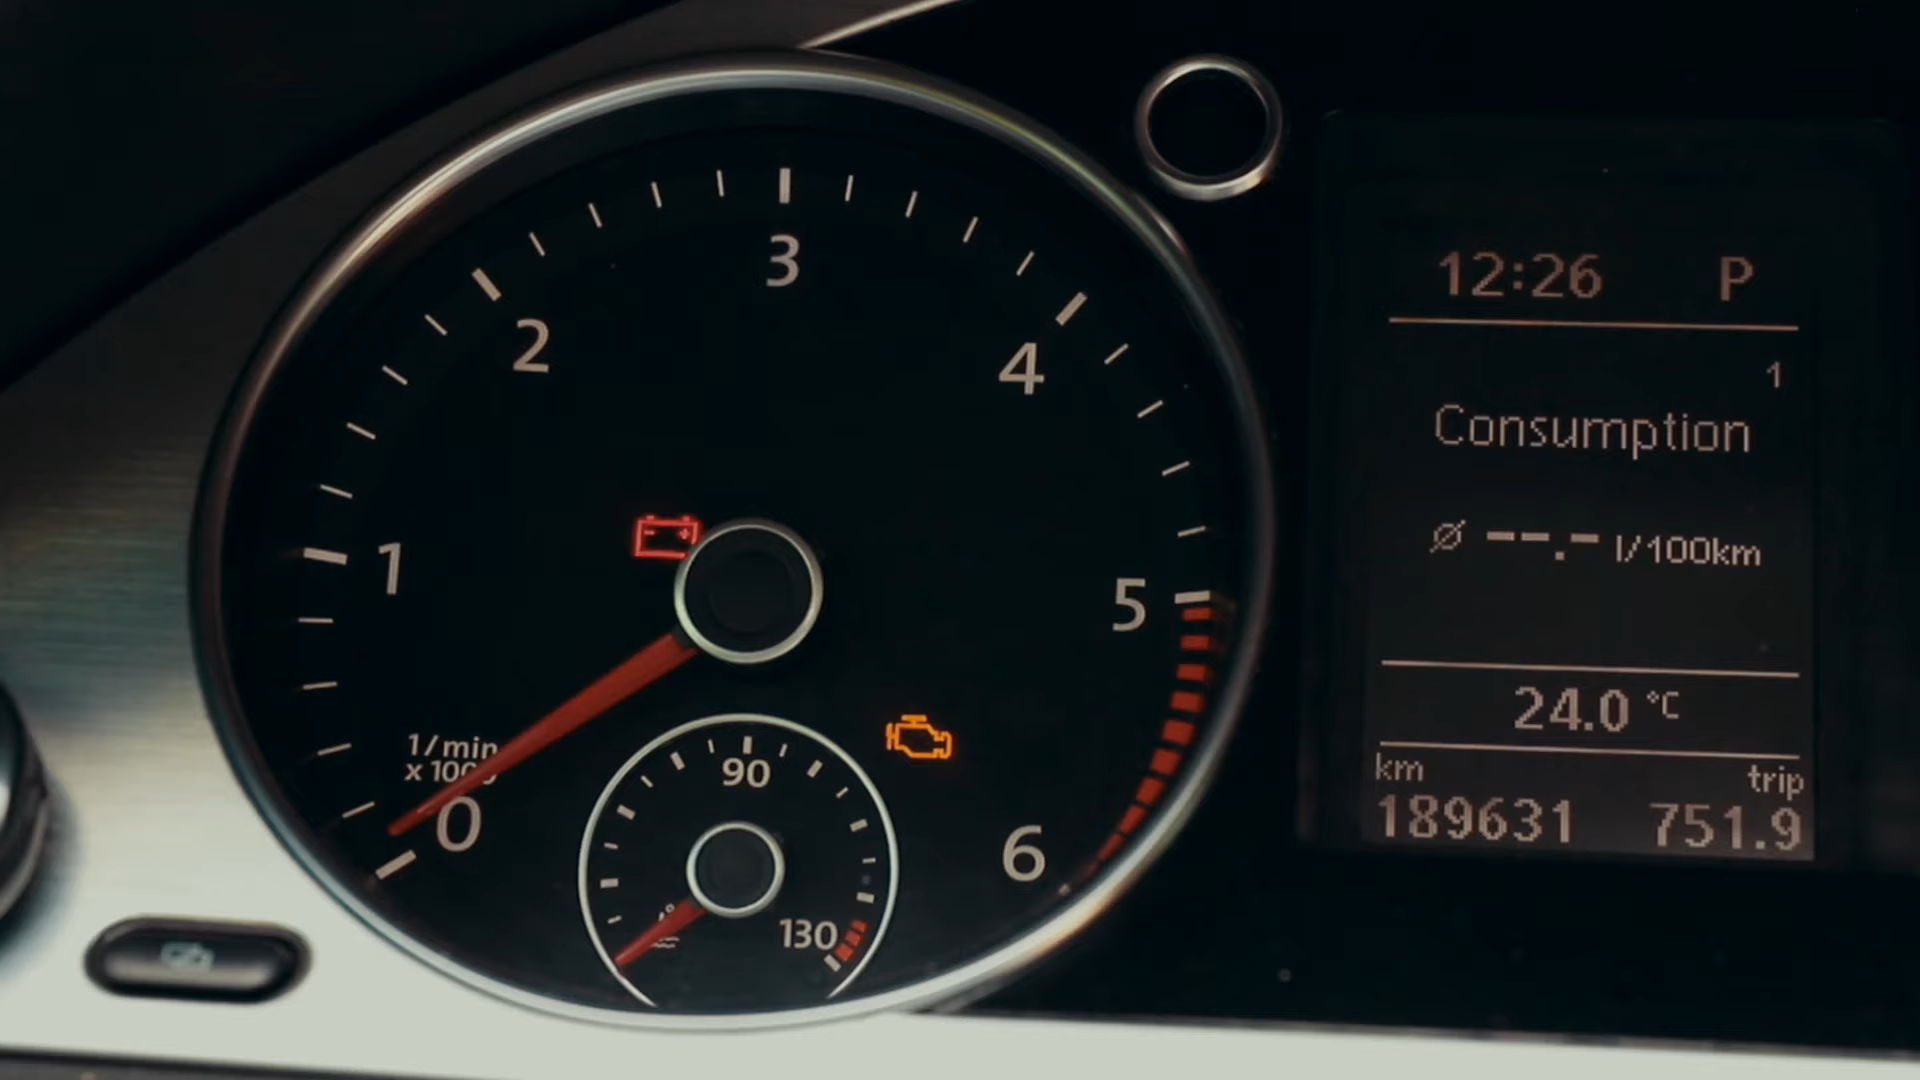 3
2
4
1
5
1/min
x 1000
0
6
90
130
12:26 P
1
Consumption
Ø --.- l/100km
24.0 °C
km trip
189631 751.9